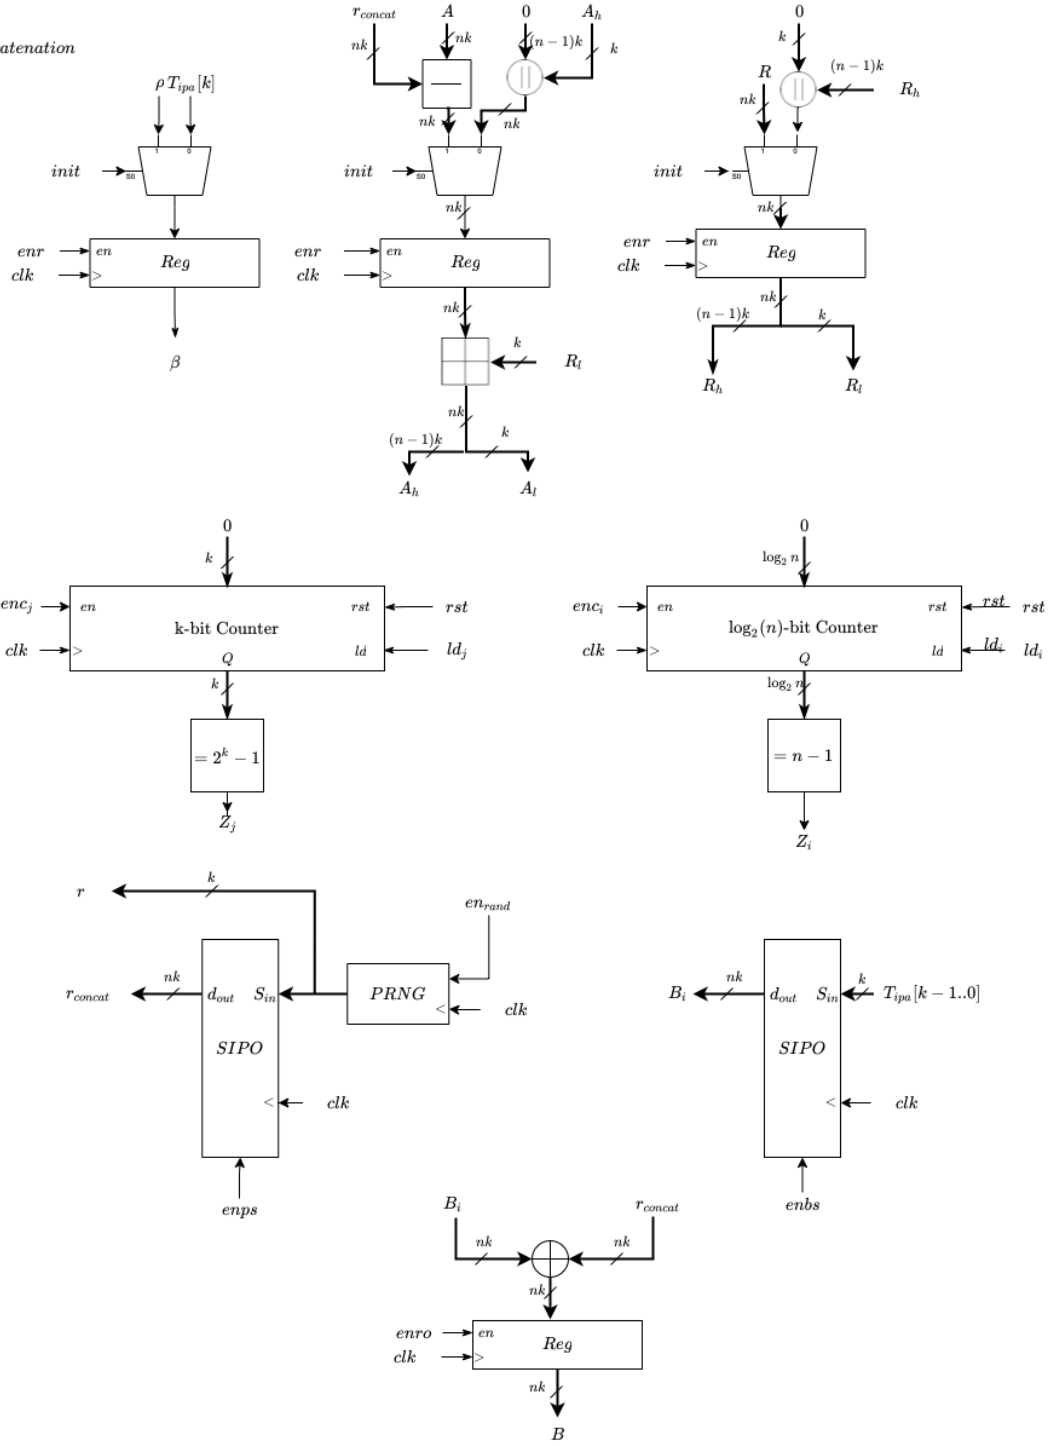 r_concat A 0 A_h 0
nk nk (n − 1)k k k
atenation
R (n − 1)k R_h
ρ T_ipa[k] — || nk ||
nk nk
1 0 1 0 1 0
init S0 init S0 init S0
nk nk
enr en enr en enr en
Reg Reg Reg
clk > clk > clk >
nk nk
(n − 1)k k
β k R_l R_h R_l
nk
(n − 1)k k
A_h A_l
0 0
k log₂ n
enc_j en rst rst enc_i en rst rst rst
k-bit Counter log₂(n)-bit Counter
clk > Q ld ld_j clk > Q ld ld_i ld_i
k log₂ n
= 2^k − 1 = n − 1
Z_j Z_i
r k en_rand
nk nk k
r_concat d_out S_in PRNG B_i d_out S_in T_ipa[k − 1..0]
< clk
SIPO SIPO
< clk < clk
enps enbs
B_i r_concat
nk nk
nk
enro en
Reg
clk >
nk
B